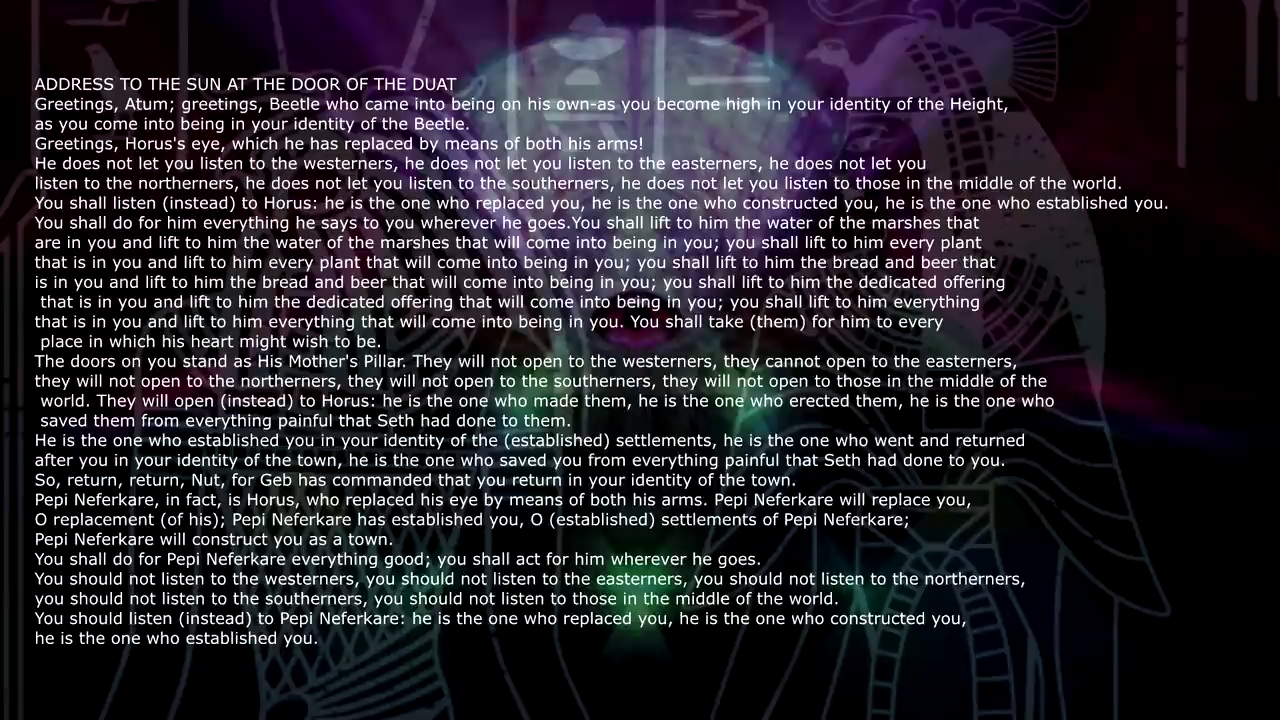 ADDRESS TO THE SUN AT THE DOOR OF THE DUAT
Greetings, Atum; greetings, Beetle who came into being on his own-as you become high in your identity of the Height,
as you come into being in your identity of the Beetle.
Greetings, Horus's eye, which he has replaced by means of both his arms!
He does not let you listen to the westerners, he does not let you listen to the easterners, he does not let you
listen to the northerners, he does not let you listen to the southerners, he does not let you listen to those in the middle of the world.
You shall listen (instead) to Horus: he is the one who replaced you, he is the one who constructed you, he is the one who established you.
You shall do for him everything he says to you wherever he goes.You shall lift to him the water of the marshes that
are in you and lift to him the water of the marshes that will come into being in you; you shall lift to him every plant
that is in you and lift to him every plant that will come into being in you; you shall lift to him the bread and beer that
is in you and lift to him the bread and beer that will come into being in you; you shall lift to him the dedicated offering
that is in you and lift to him the dedicated offering that will come into being in you; you shall lift to him everything
that is in you and lift to him everything that will come into being in you. You shall take (them) for him to every
place in which his heart might wish to be.
The doors on you stand as His Mother's Pillar. They will not open to the westerners, they cannot open to the easterners,
they will not open to the northerners, they will not open to the southerners, they will not open to those in the middle of the
world. They will open (instead) to Horus: he is the one who made them, he is the one who erected them, he is the one who
saved them from everything painful that Seth had done to them.
He is the one who established you in your identity of the (established) settlements, he is the one who went and returned
after you in your identity of the town, he is the one who saved you from everything painful that Seth had done to you.
So, return, return, Nut, for Geb has commanded that you return in your identity of the town.
Pepi Neferkare, in fact, is Horus, who replaced his eye by means of both his arms. Pepi Neferkare will replace you,
O replacement (of his); Pepi Neferkare has established you, O (established) settlements of Pepi Neferkare;
Pepi Neferkare will construct you as a town.
You shall do for Pepi Neferkare everything good; you shall act for him wherever he goes.
You should not listen to the westerners, you should not listen to the easterners, you should not listen to the northerners,
you should not listen to the southerners, you should not listen to those in the middle of the world.
You should listen (instead) to Pepi Neferkare: he is the one who replaced you, he is the one who constructed you,
he is the one who established you.